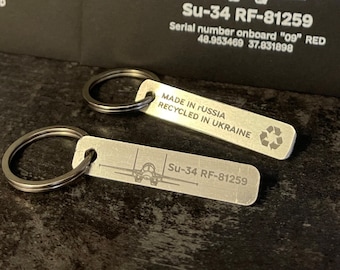 Su-34 RF-81259
Serial number onboard "09" RED
48.953469 37.831898
MADE IN rUSSIA
RECYCLED IN UKRAINE
Su-34 RF-81259